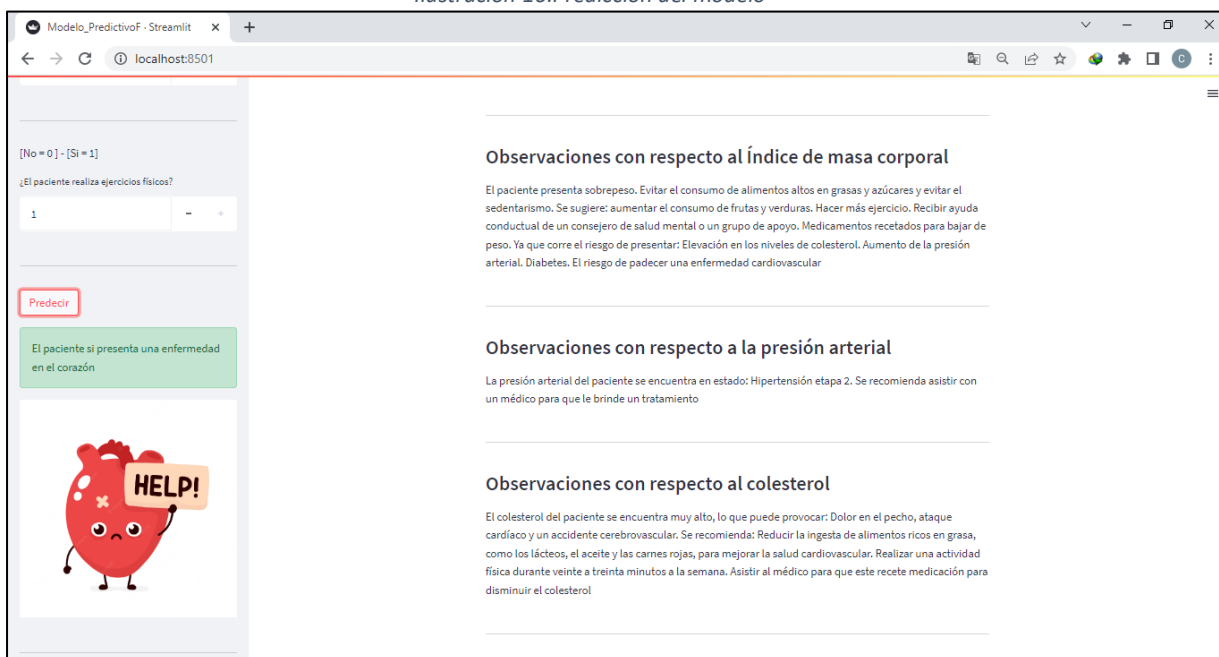 Ilustración 16.Predicción del modelo
Modelo_PredictivoF · Streamlit
localhost:8501
C
[No = 0 ] - [Si = 1]
¿El paciente realiza ejercicios físicos?
1
Predecir
El paciente si presenta una enfermedad
en el corazón
HELP!
Observaciones con respecto al Índice de masa corporal
El paciente presenta sobrepeso. Evitar el consumo de alimentos altos en grasas y azúcares y evitar el
sedentarismo. Se sugiere: aumentar el consumo de frutas y verduras. Hacer más ejercicio. Recibir ayuda
conductual de un consejero de salud mental o un grupo de apoyo. Medicamentos recetados para bajar de
peso. Ya que corre el riesgo de presentar: Elevación en los niveles de colesterol. Aumento de la presión
arterial. Diabetes. El riesgo de padecer una enfermedad cardiovascular
Observaciones con respecto a la presión arterial
La presión arterial del paciente se encuentra en estado: Hipertensión etapa 2. Se recomienda asistir con
un médico para que le brinde un tratamiento
Observaciones con respecto al colesterol
El colesterol del paciente se encuentra muy alto, lo que puede provocar: Dolor en el pecho, ataque
cardíaco y un accidente cerebrovascular. Se recomienda: Reducir la ingesta de alimentos ricos en grasa,
como los lácteos, el aceite y las carnes rojas, para mejorar la salud cardiovascular. Realizar una actividad
física durante veinte a treinta minutos a la semana. Asistir al médico para que este recete medicación para
disminuir el colesterol